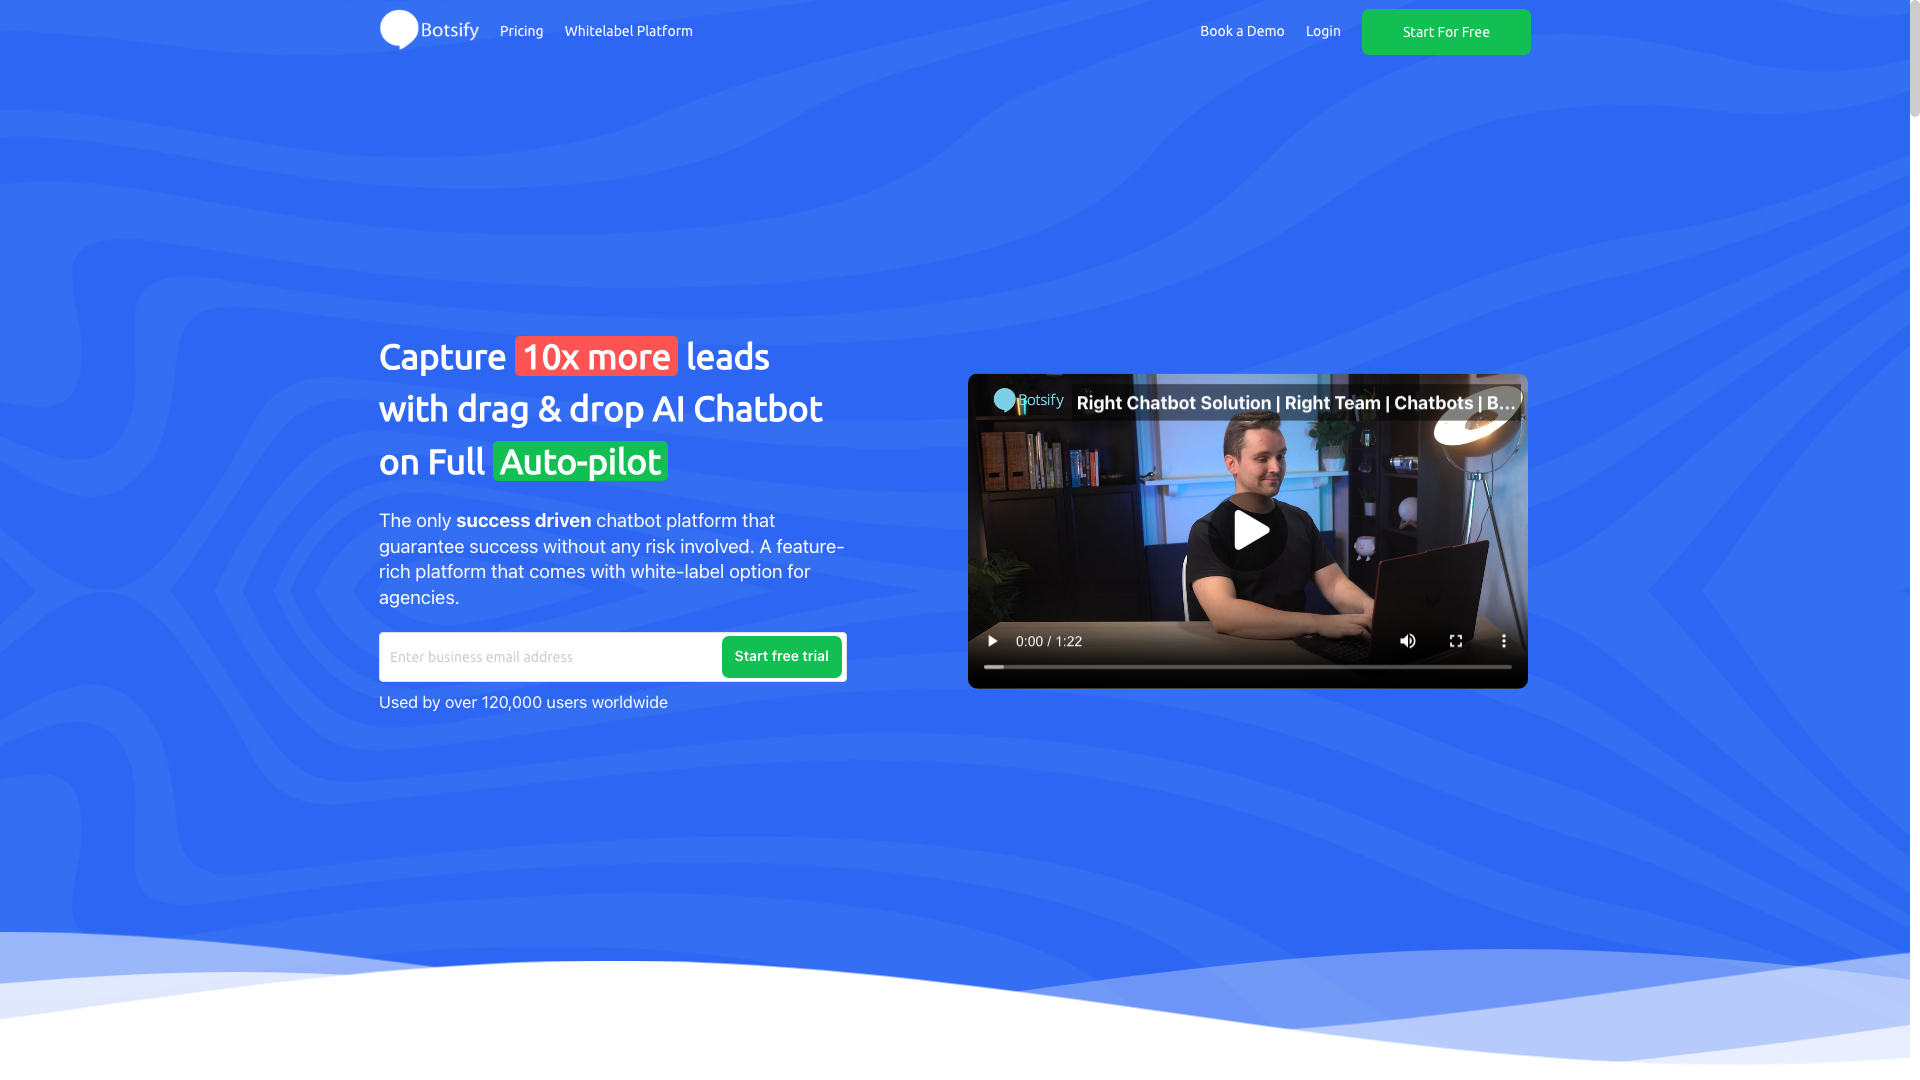 Botsify
Pricing
Whitelabel Platform
Book a Demo
Login
Start For Free
Capture 10x more leads
with drag & drop AI Chatbot
on Full Auto-pilot
The only success driven chatbot platform that
guarantee success without any risk involved. A feature-
rich platform that comes with white-label option for
agencies.
Enter business email address
Start free trial
Used by over 120,000 users worldwide
Botsify
Right Chatbot Solution | Right Team | Chatbots | B...
0:00 / 1:22